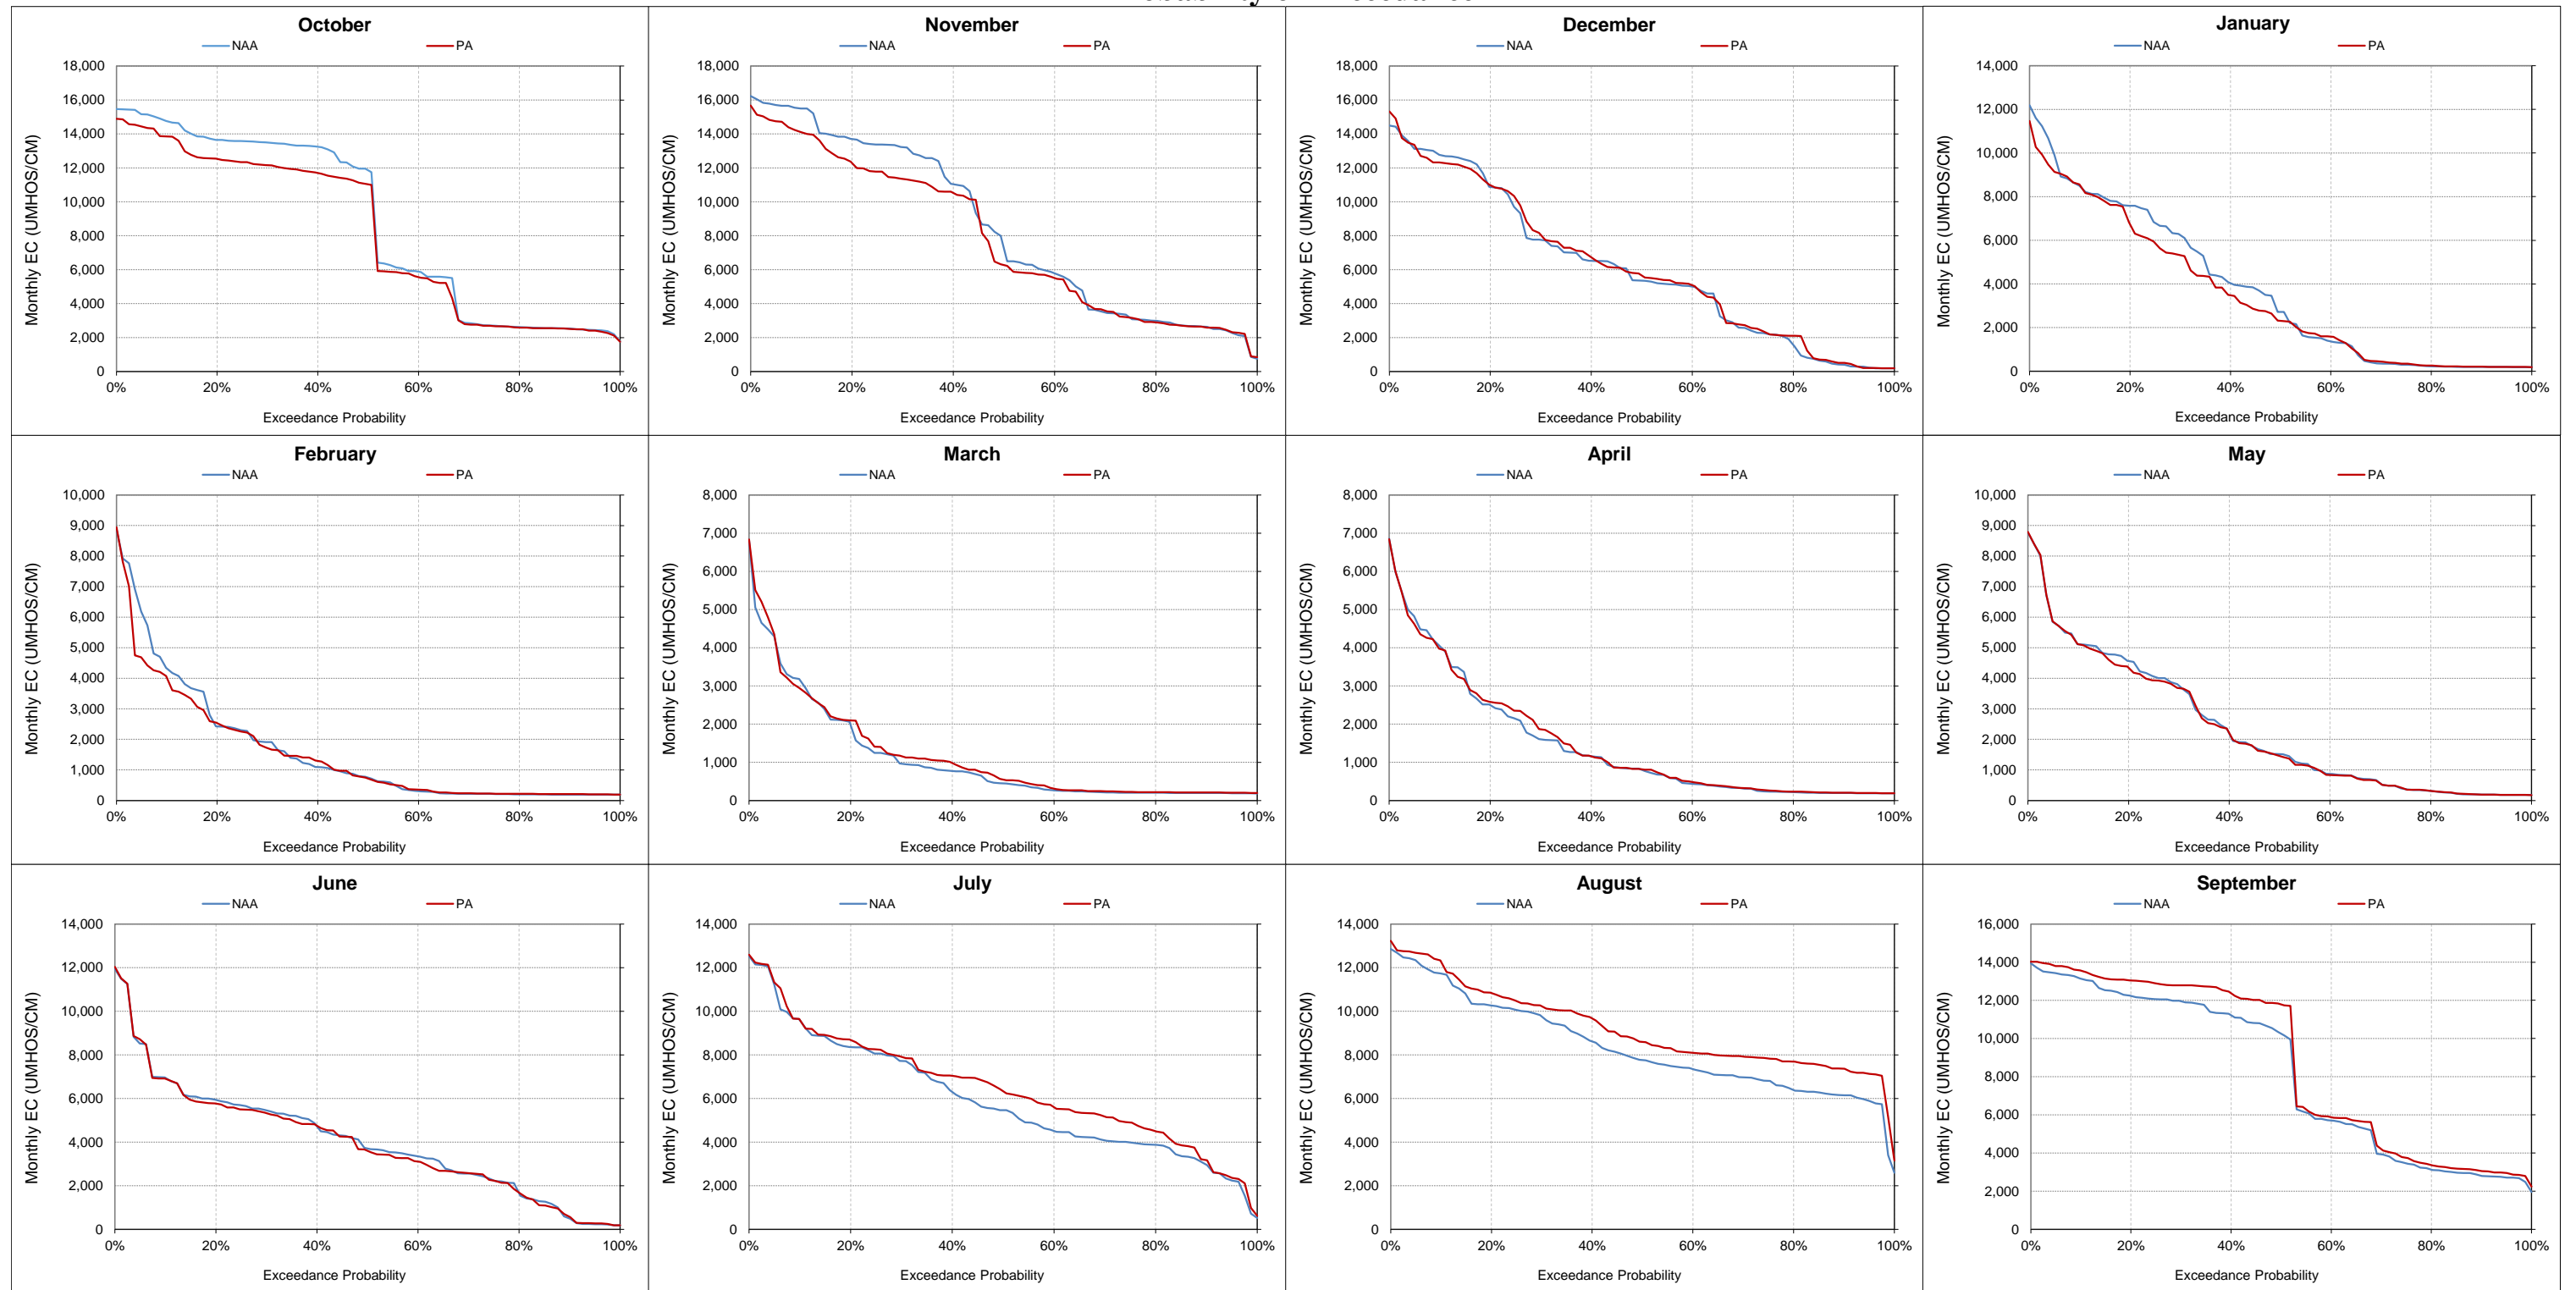 October
NAA PA
18,000
16,000
14,000
12,000
10,000
8,000
6,000
4,000
2,000
0
Monthly EC (UMHOS/CM)
0% 20% 40% 60% 80% 100%
Exceedance Probability
November
NAA PA
18,000
16,000
14,000
12,000
10,000
8,000
6,000
4,000
2,000
0
Monthly EC (UMHOS/CM)
0% 20% 40% 60% 80% 100%
Exceedance Probability
December
NAA PA
18,000
16,000
14,000
12,000
10,000
8,000
6,000
4,000
2,000
0
Monthly EC (UMHOS/CM)
0% 20% 40% 60% 80% 100%
Exceedance Probability
January
NAA PA
14,000
12,000
10,000
8,000
6,000
4,000
2,000
0
Monthly EC (UMHOS/CM)
0% 20% 40% 60% 80% 100%
Exceedance Probability
February
NAA PA
10,000
9,000
8,000
7,000
6,000
5,000
4,000
3,000
2,000
1,000
0
Monthly EC (UMHOS/CM)
0% 20% 40% 60% 80% 100%
Exceedance Probability
March
NAA PA
8,000
7,000
6,000
5,000
4,000
3,000
2,000
1,000
0
Monthly EC (UMHOS/CM)
0% 20% 40% 60% 80% 100%
Exceedance Probability
April
NAA PA
8,000
7,000
6,000
5,000
4,000
3,000
2,000
1,000
0
Monthly EC (UMHOS/CM)
0% 20% 40% 60% 80% 100%
Exceedance Probability
May
NAA PA
10,000
9,000
8,000
7,000
6,000
5,000
4,000
3,000
2,000
1,000
0
Monthly EC (UMHOS/CM)
0% 20% 40% 60% 80% 100%
Exceedance Probability
June
NAA PA
14,000
12,000
10,000
8,000
6,000
4,000
2,000
0
Monthly EC (UMHOS/CM)
0% 20% 40% 60% 80% 100%
Exceedance Probability
July
NAA PA
14,000
12,000
10,000
8,000
6,000
4,000
2,000
0
Monthly EC (UMHOS/CM)
0% 20% 40% 60% 80% 100%
Exceedance Probability
August
NAA PA
14,000
12,000
10,000
8,000
6,000
4,000
2,000
0
Monthly EC (UMHOS/CM)
0% 20% 40% 60% 80% 100%
Exceedance Probability
September
NAA PA
16,000
14,000
12,000
10,000
8,000
6,000
4,000
2,000
0
Monthly EC (UMHOS/CM)
0% 20% 40% 60% 80% 100%
Exceedance Probability